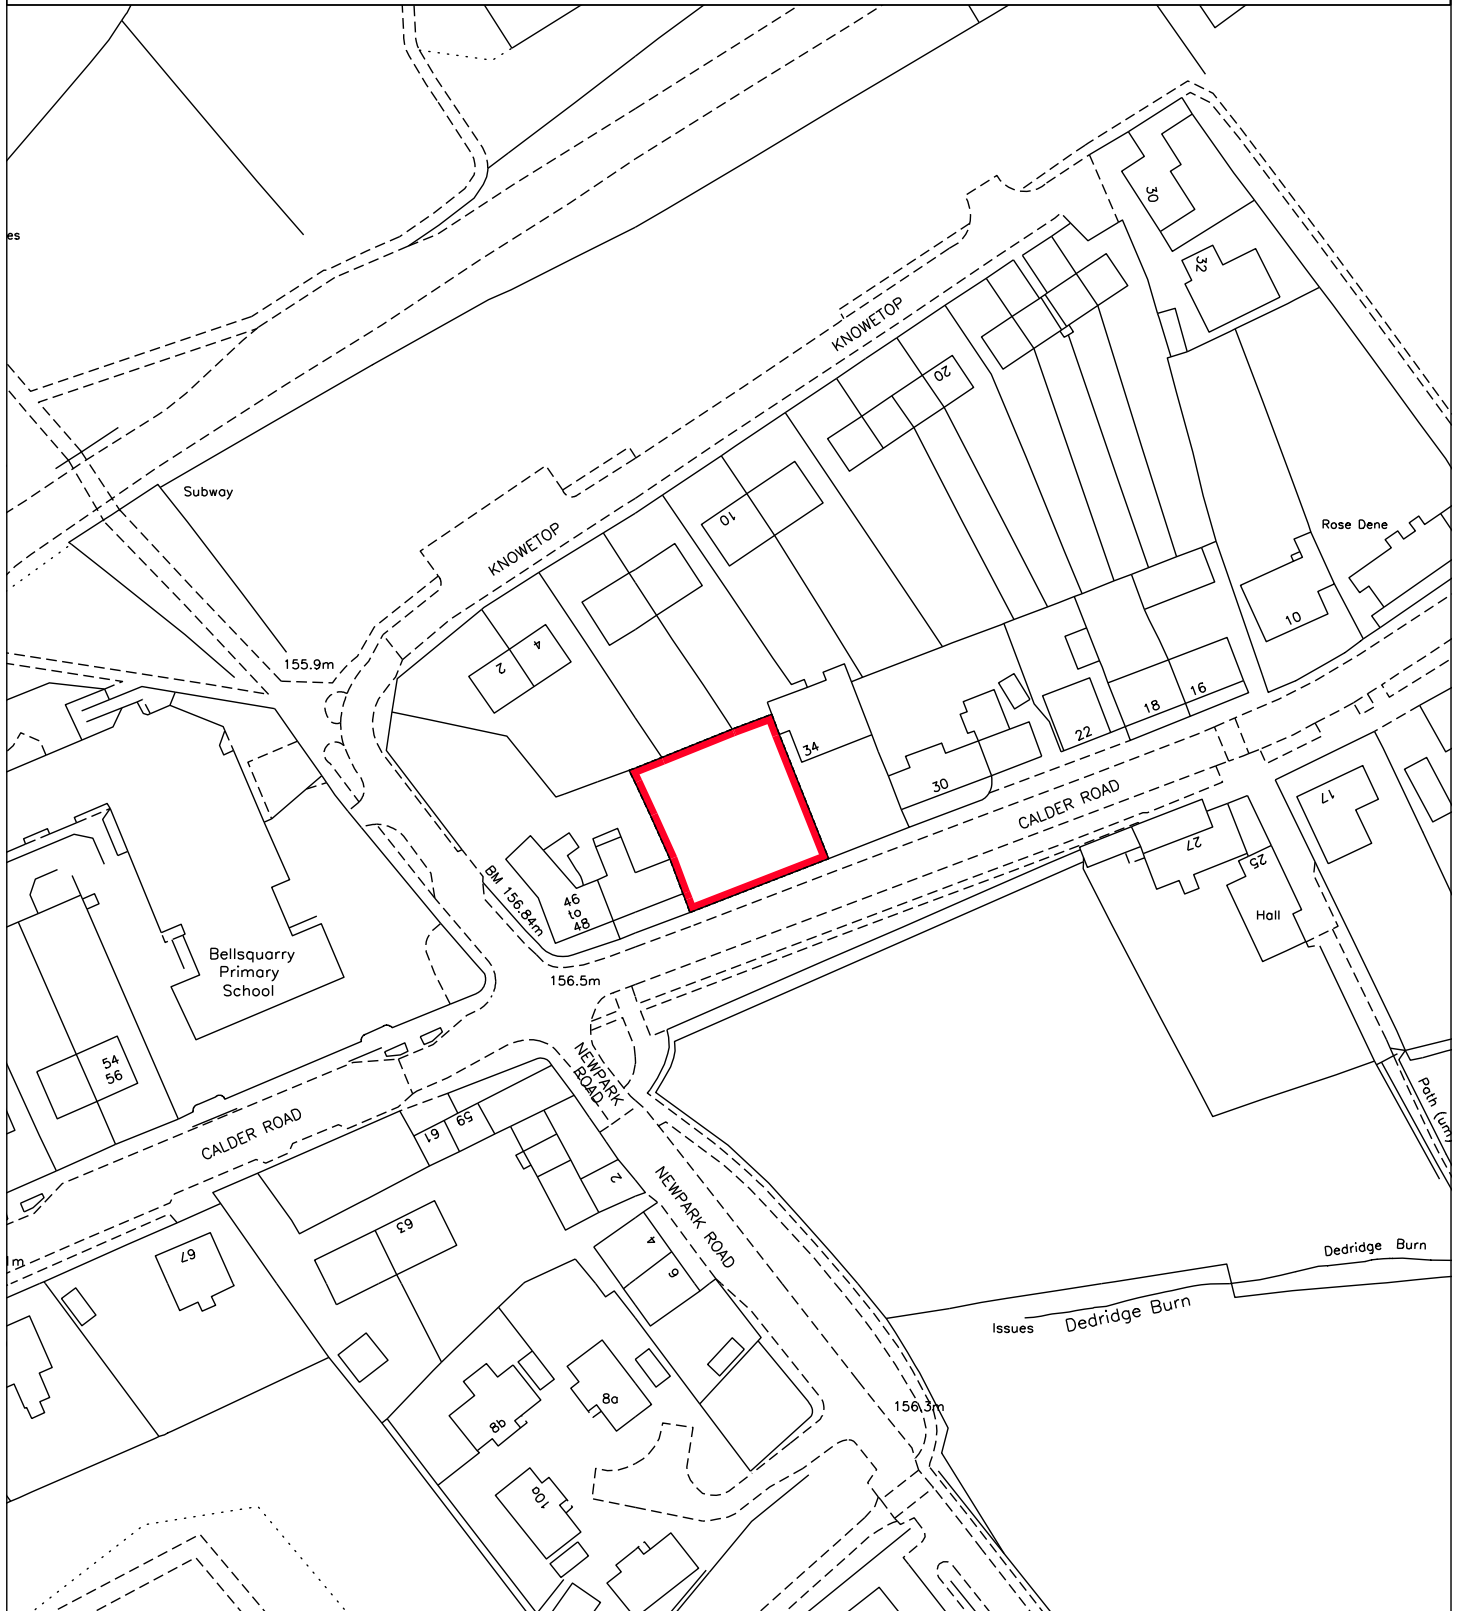 30
es
32
KNOWETOP
20
Subway
10
Rose Dene
KNOWETOP
10
4
2
155.9m
16
18
22
34
30
CALDER ROAD
17
27
25
BM 156.84m
46
to
48
Hall
Bellsquarry
Primary
School
156.5m
54
56
NEWPARK
ROAD
Path (um)
CALDER ROAD
59
61
2
NEWPARK ROAD
63
4
67
6
Dedridge Burn
m
Dedridge Burn
Issues
8a
8b
156.3m
10a